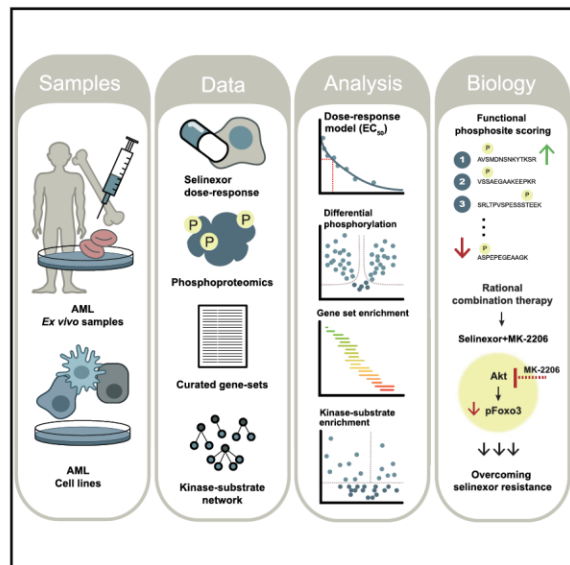 Samples
AML
Ex vivo samples
AML
Cell lines
Data
Selinexor
dose-response
P
P
P
Phosphoproteomics
Curated gene-sets
Kinase-substrate
network
Analysis
Dose-response
model (EC50)
Differential
phosphorylation
Gene set enrichment
Kinase-substrate
enrichment
Biology
Functional
phosphosite scoring
P
1 AVSMDNSNKYTKSR
P
2 VSSAEGAAKEEPKR
P
3 SRLTPVSPESSSTEEK
P
ASPEPEGEAAGK
Rational
combination therapy
Selinexor+MK-2206
Akt MK-2206
pFoxo3
Overcoming
selinexor resistance